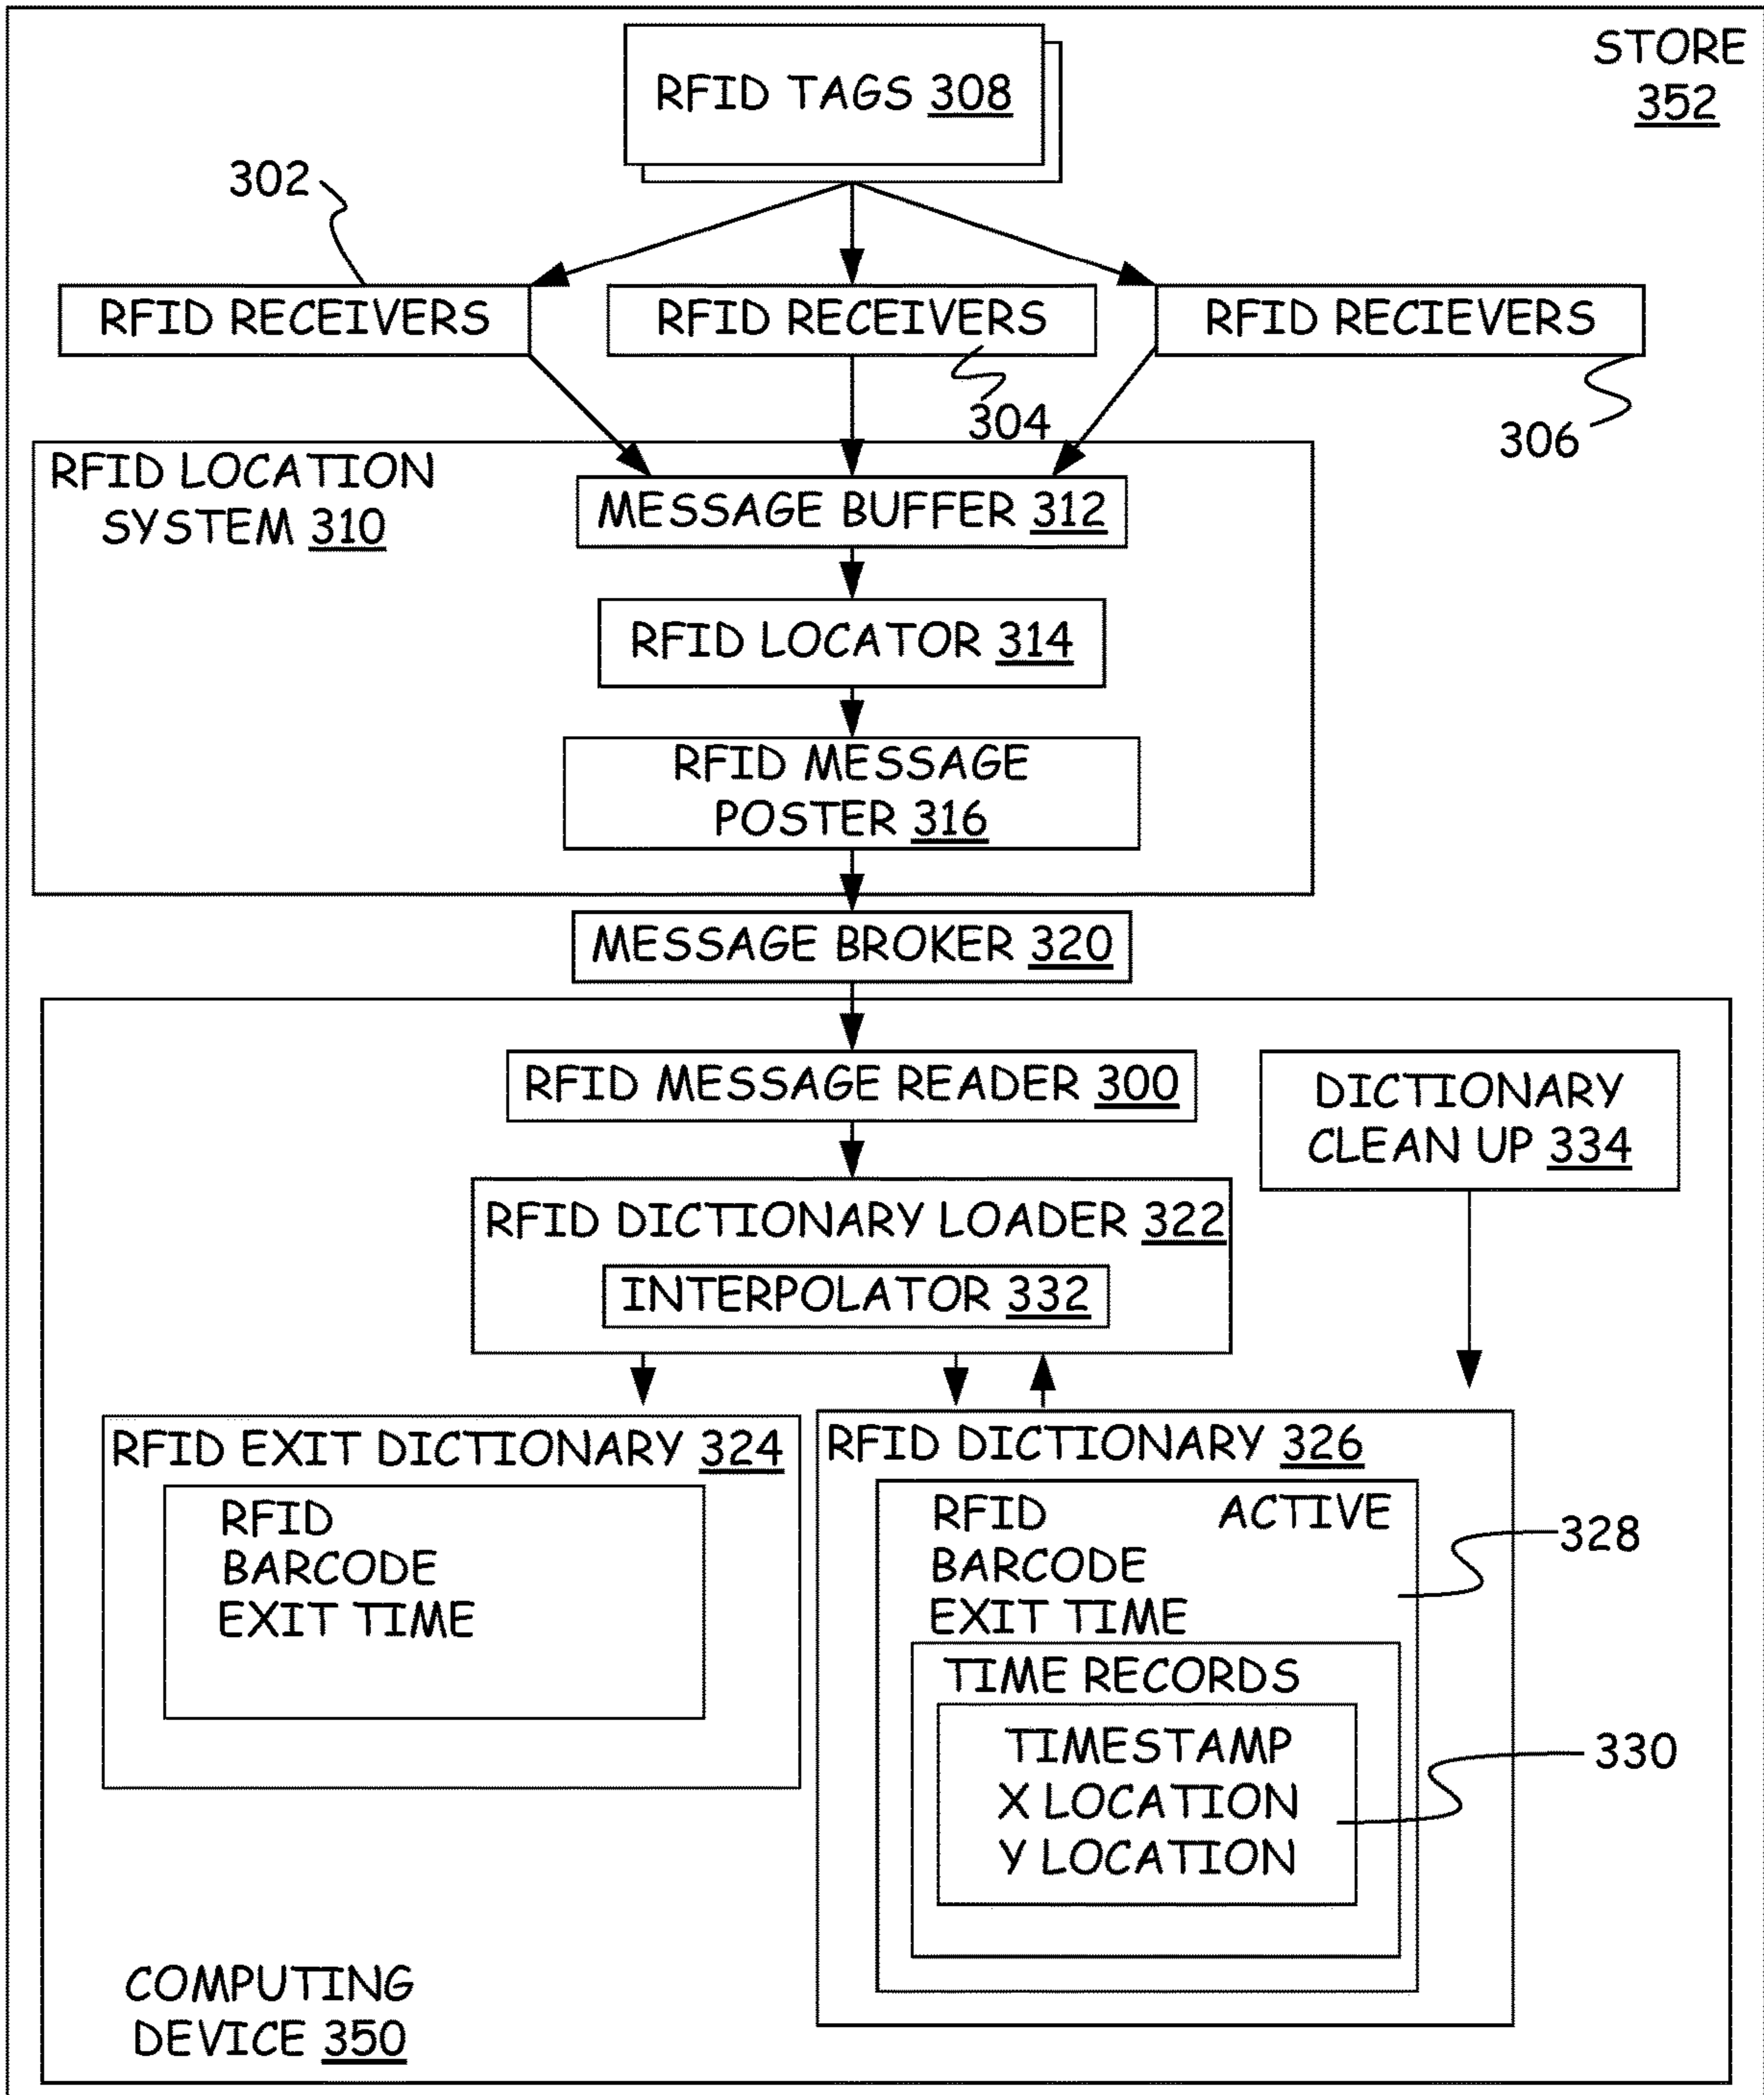 STORE
352
RFID TAGS 308
302
RFID RECEIVERS
RFID RECEIVERS
RFID RECIEVERS
304
306
RFID LOCATION
SYSTEM 310
MESSAGE BUFFER 312
RFID LOCATOR 314
RFID MESSAGE
POSTER 316
MESSAGE BROKER 320
RFID MESSAGE READER 300
DICTIONARY
CLEAN UP 334
RFID DICTIONARY LOADER 322
INTERPOLATOR 332
RFID EXIT DICTIONARY 324
RFID
BARCODE
EXIT TIME
RFID DICTIONARY 326
RFID ACTIVE
BARCODE
EXIT TIME
328
TIME RECORDS
TIMESTAMP
X LOCATION
Y LOCATION
330
COMPUTING
DEVICE 350